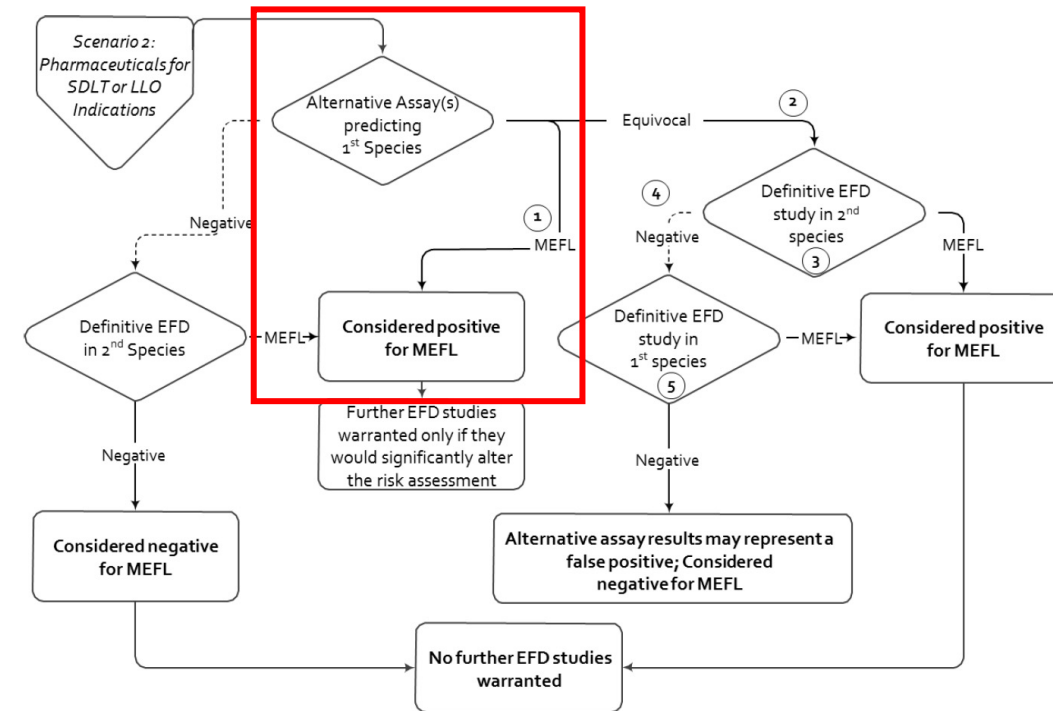 Scenario 2:
Pharmaceuticals for
SDLT or LLO
Indications
Alternative Assay(s)
predicting
1st Species
Equivocal
2
Definitive EFD
study in 2nd
species
3
Negative
1
MEFL
4
Negative
MEFL
Definitive EFD
in 2nd Species
MEFL
Considered positive
for MEFL
Definitive EFD
study in
1st species
5
MEFL
Considered positive
for MEFL
Further EFD studies
warranted only if they
would significantly alter
the risk assessment
Negative
Negative
Considered negative
for MEFL
Alternative assay results may represent a
false positive; Considered
negative for MEFL
No further EFD studies
warranted